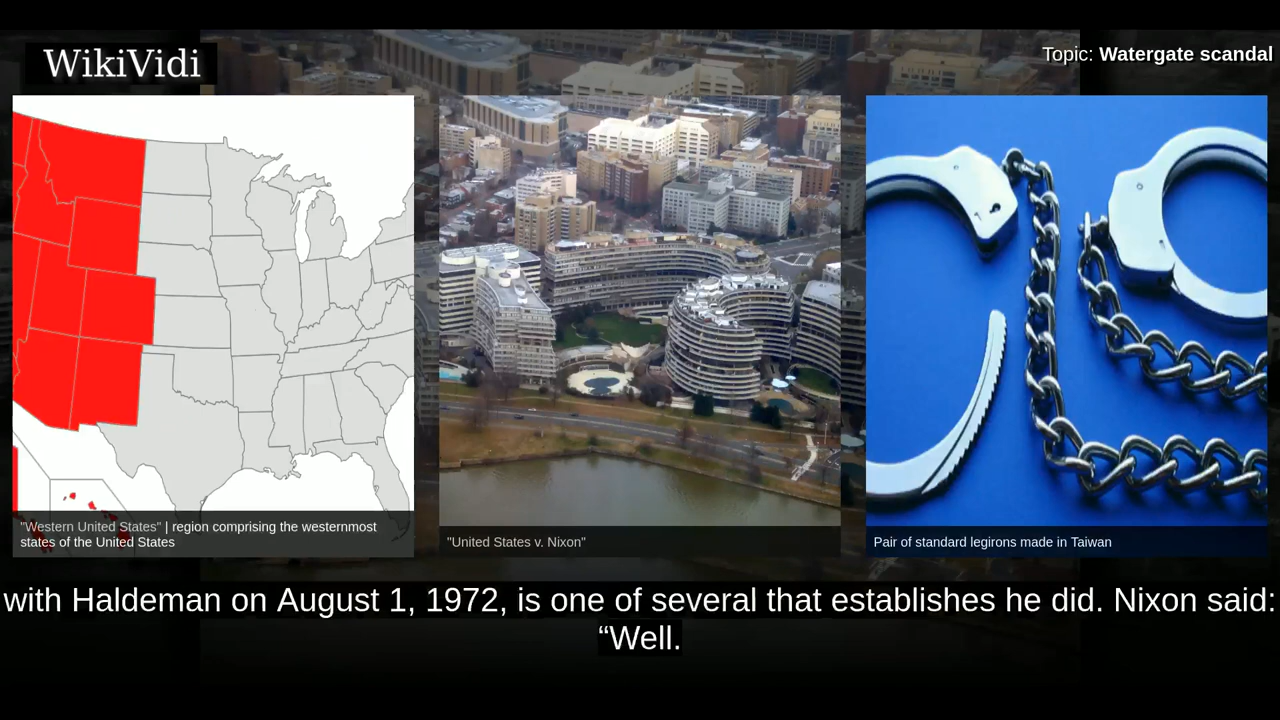 WikiVidi
Topic: Watergate scandal
"Western United States" | region comprising the westernmost
states of the United States
"United States v. Nixon"
Pair of standard legirons made in Taiwan
with Haldeman on August 1, 1972, is one of several that establishes he did. Nixon said:
“Well.